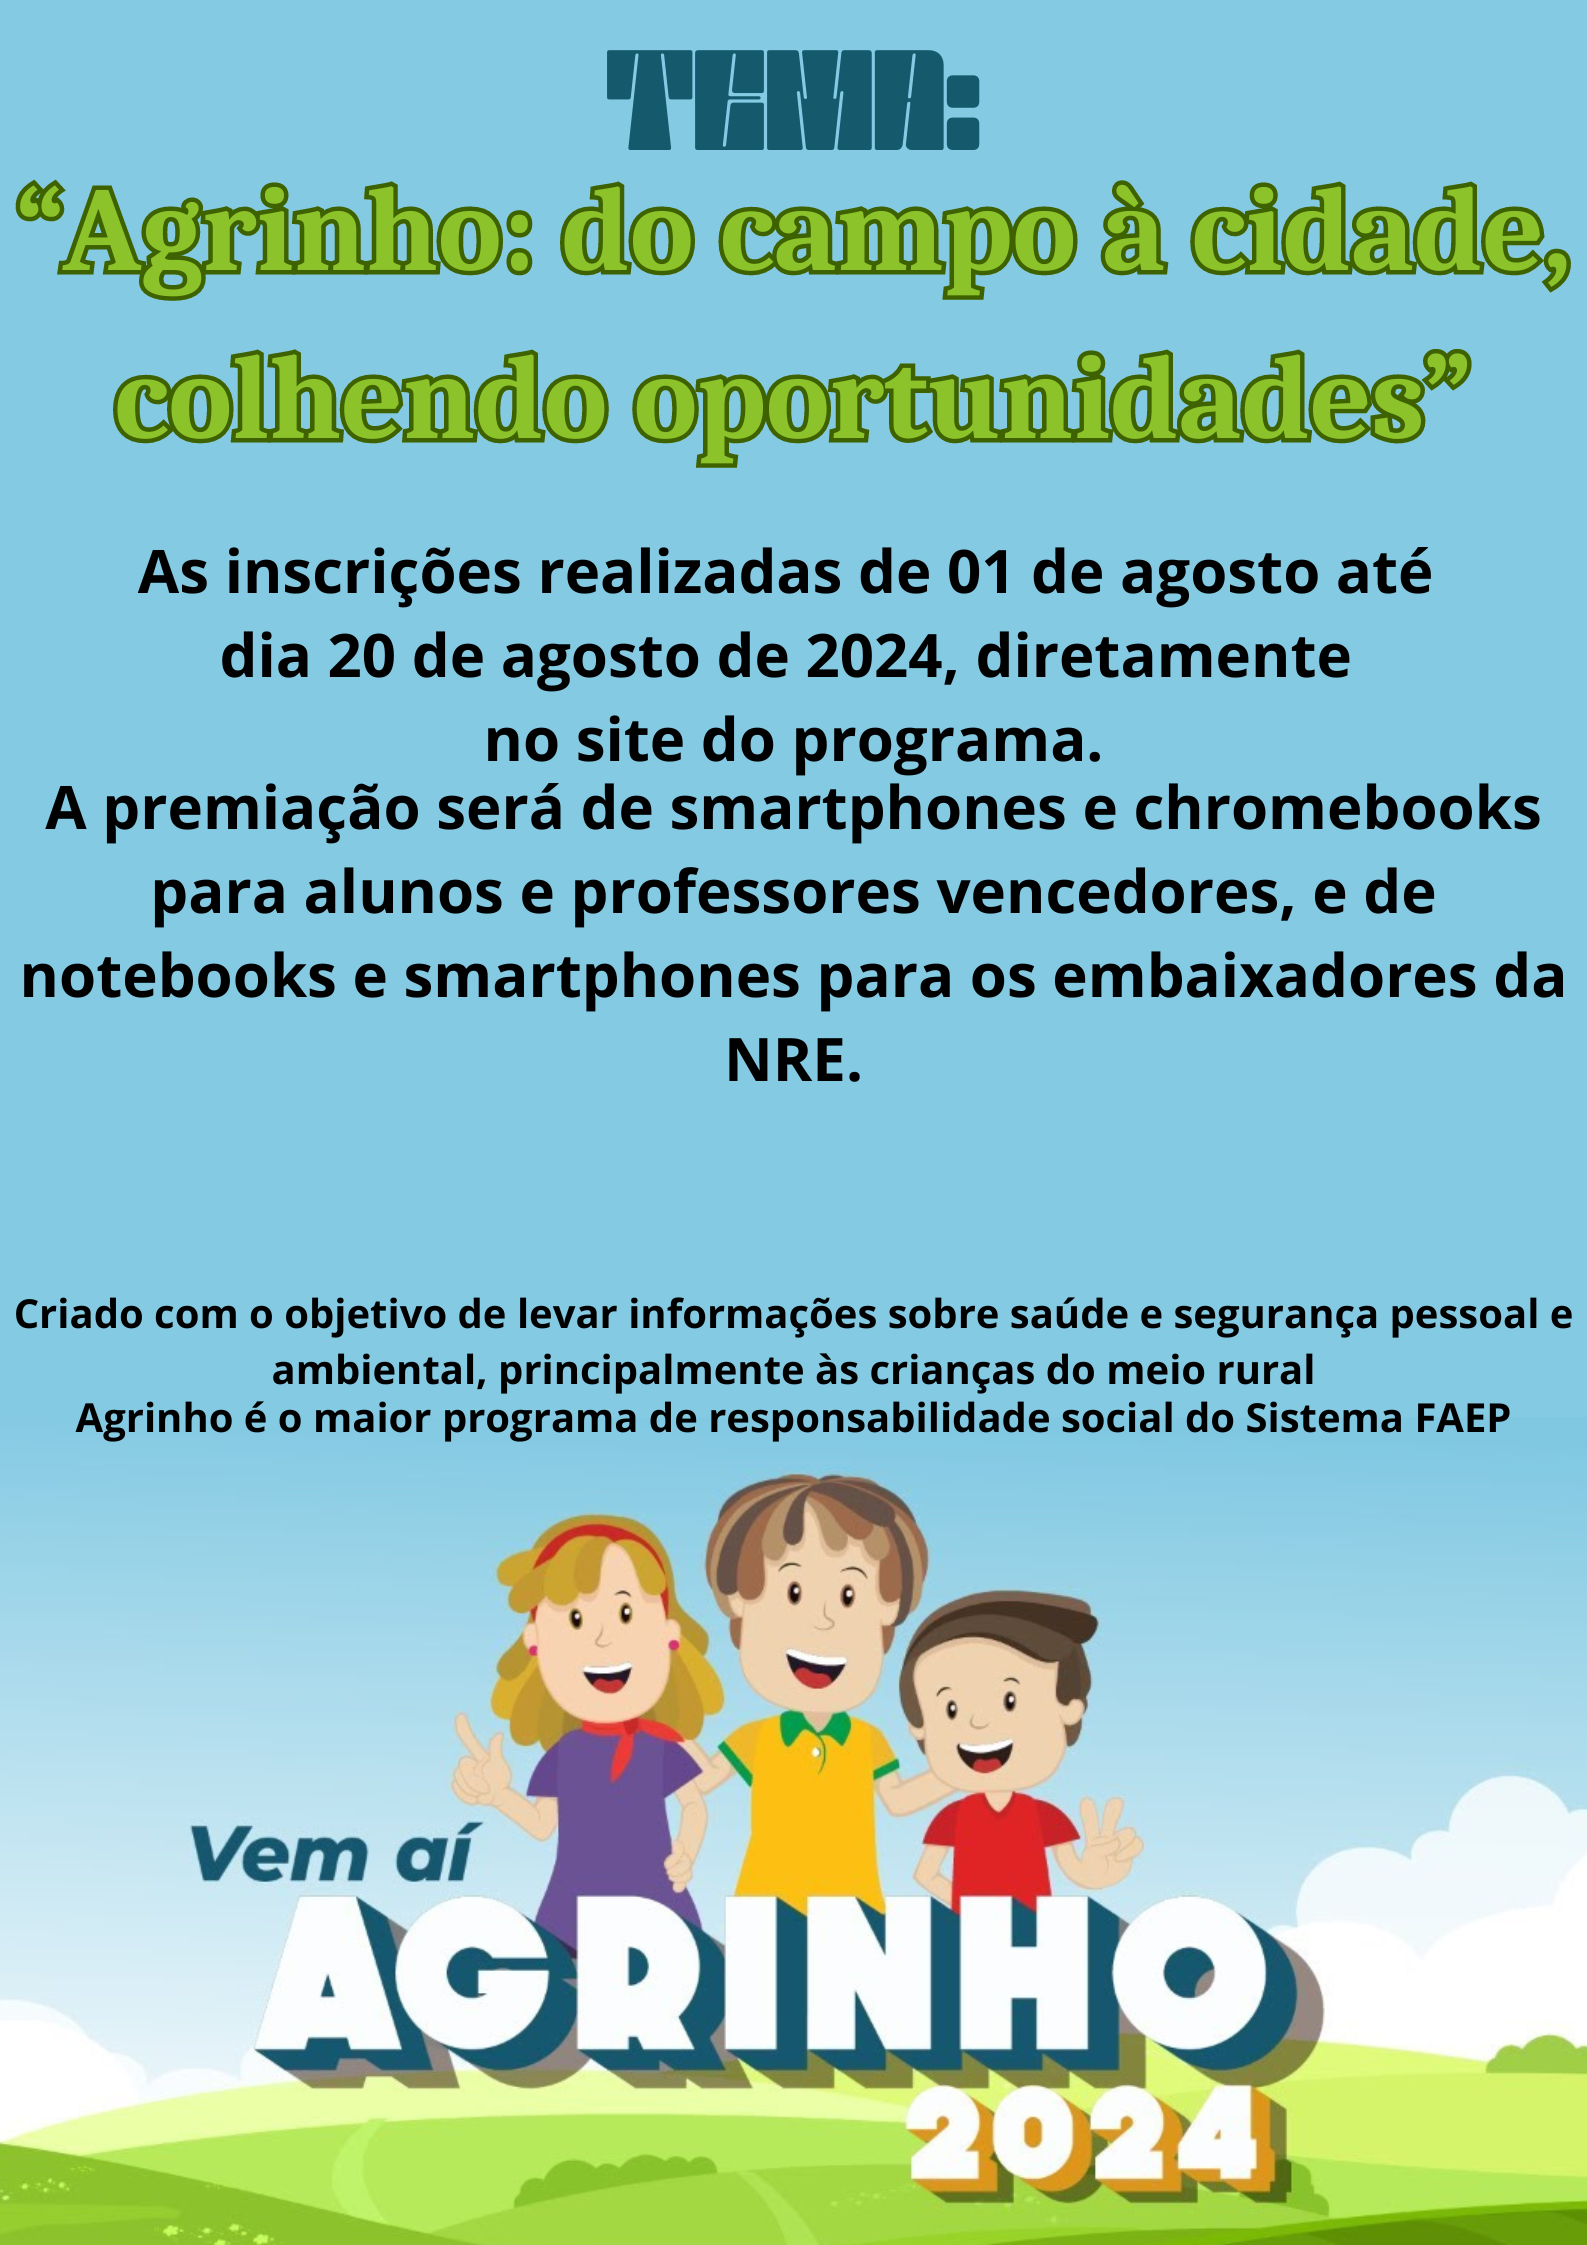 TEMA:
“Agrinho: do campo à cidade,
colhendo oportunidades”
As inscrições realizadas de 01 de agosto até
dia 20 de agosto de 2024, diretamente
no site do programa.
A premiação será de smartphones e chromebooks
para alunos e professores vencedores, e de
notebooks e smartphones para os embaixadores da
NRE.
Criado com o objetivo de levar informações sobre saúde e segurança pessoal e
ambiental, principalmente às crianças do meio rural
Agrinho é o maior programa de responsabilidade social do Sistema FAEP
Vem aí
AGRINHO
2024